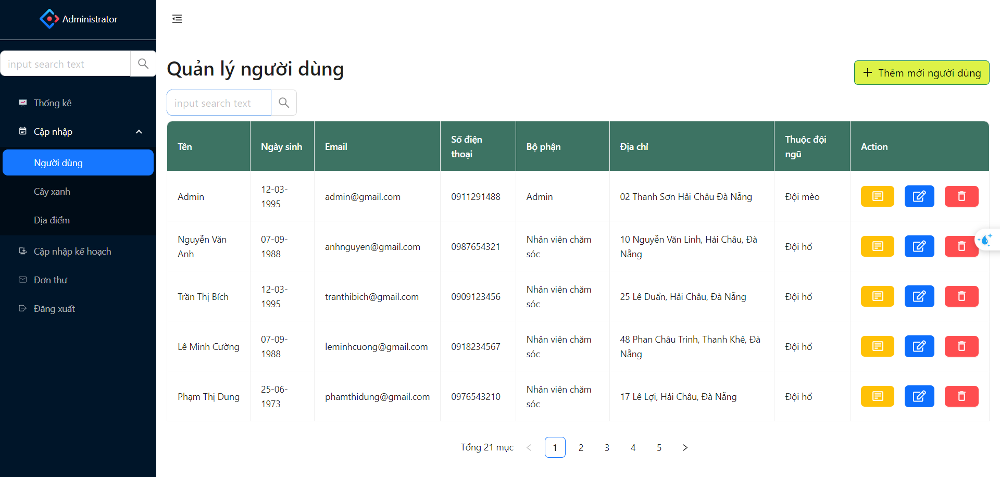 Administrator
input search text
Thống kê
Cập nhập
Người dùng
Cây xanh
Địa điểm
Cập nhập kế hoạch
Đơn thư
Đăng xuất
Quản lý người dùng
Thêm mới người dùng
input search text
Tên
Ngày sinh
Email
Số điện
thoại
Bộ phận
Địa chỉ
Thuộc đội
ngũ
Action
Admin
12-03-
1995
admin@gmail.com
0911291488
Admin
02 Thanh Sơn Hải Châu Đà Nẵng
Đội mèo
Nguyễn Văn
Anh
07-09-
1988
anhnguyen@gmail.com
0987654321
Nhân viên chăm
sóc
10 Nguyễn Văn Linh, Hải Châu, Đà
Nẵng
Đội hổ
Trần Thị Bích
12-03-
1995
tranthibich@gmail.com
0909123456
Nhân viên chăm
sóc
25 Lê Duẩn, Hải Châu, Đà Nẵng
Đội hổ
Lê Minh Cường
07-09-
1988
leminhcuong@gmail.com
0918234567
Nhân viên chăm
sóc
48 Phan Châu Trinh, Thanh Khê, Đà
Nẵng
Đội hổ
Phạm Thị Dung
25-06-
1973
phamthidung@gmail.com
0976543210
Nhân viên chăm
sóc
17 Lê Lợi, Hải Châu, Đà Nẵng
Đội hổ
Tổng 21 mục
1
2
3
4
5